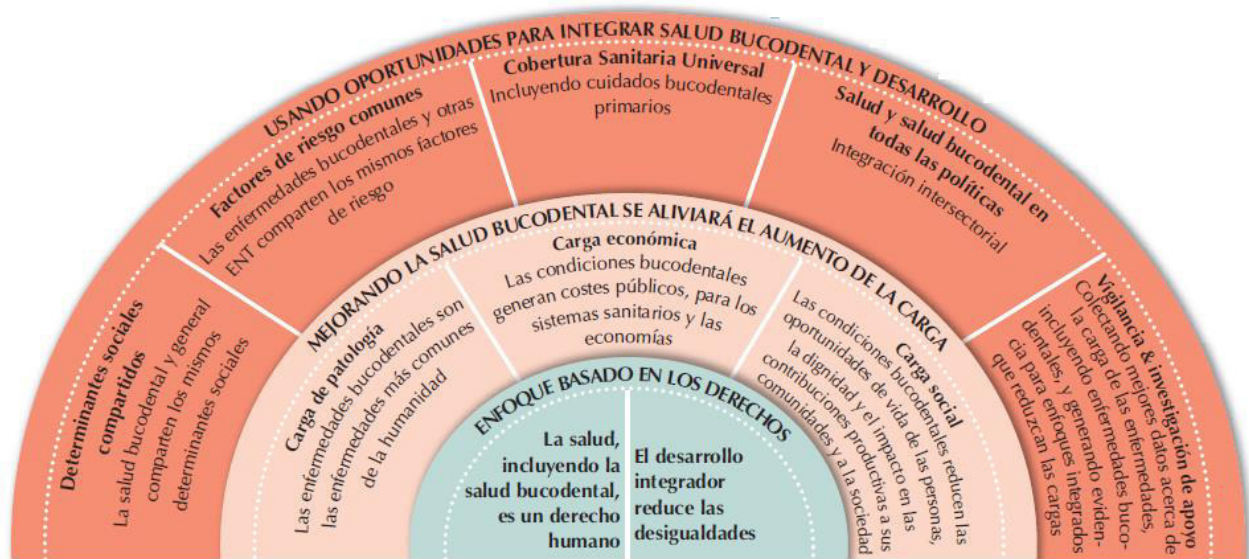 USANDO OPORTUNIDADES PARA INTEGRAR SALUD BUCODENTAL Y DESARROLLO
Determinantes sociales
compartidos
La salud bucodental y general
comparten los mismos
determinantes sociales
Factores de riesgo comunes
Las enfermedades bucodentales y otras
ENT comparten los mismos factores
de riesgo
Cobertura Sanitaria Universal
Incluyendo cuidados bucodentales
primarios
Salud y salud bucodental en
todas las políticas
Integración intersectorial
Vigilancia & investigación de apoyo
Colectando mejores datos acerca de
la carga de las enfermedades,
incluyendo enfermedades buco-
dentales, y generando eviden-
cia para enfoques integrados
que reduzcan las cargas
MEJORANDO LA SALUD BUCODENTAL SE ALIVIARÁ EL AUMENTO DE LA CARGA
Carga de patología
Las enfermedades bucodentales son
las enfermedades más comunes
de la humanidad
Carga económica
Las condiciones bucodentales
generan costes públicos, para los
sistemas sanitarios y las
economías
Carga social
Las condiciones bucodentales reducen las
oportunidades de vida de las personas,
la dignidad y el impacto en las
contribuciones productivas a sus
comunidades y a la sociedad
ENFOQUE BASADO EN LOS DERECHOS
La salud,
incluyendo la
salud bucodental,
es un derecho
humano
El desarrollo
integrador
reduce las
desigualdades